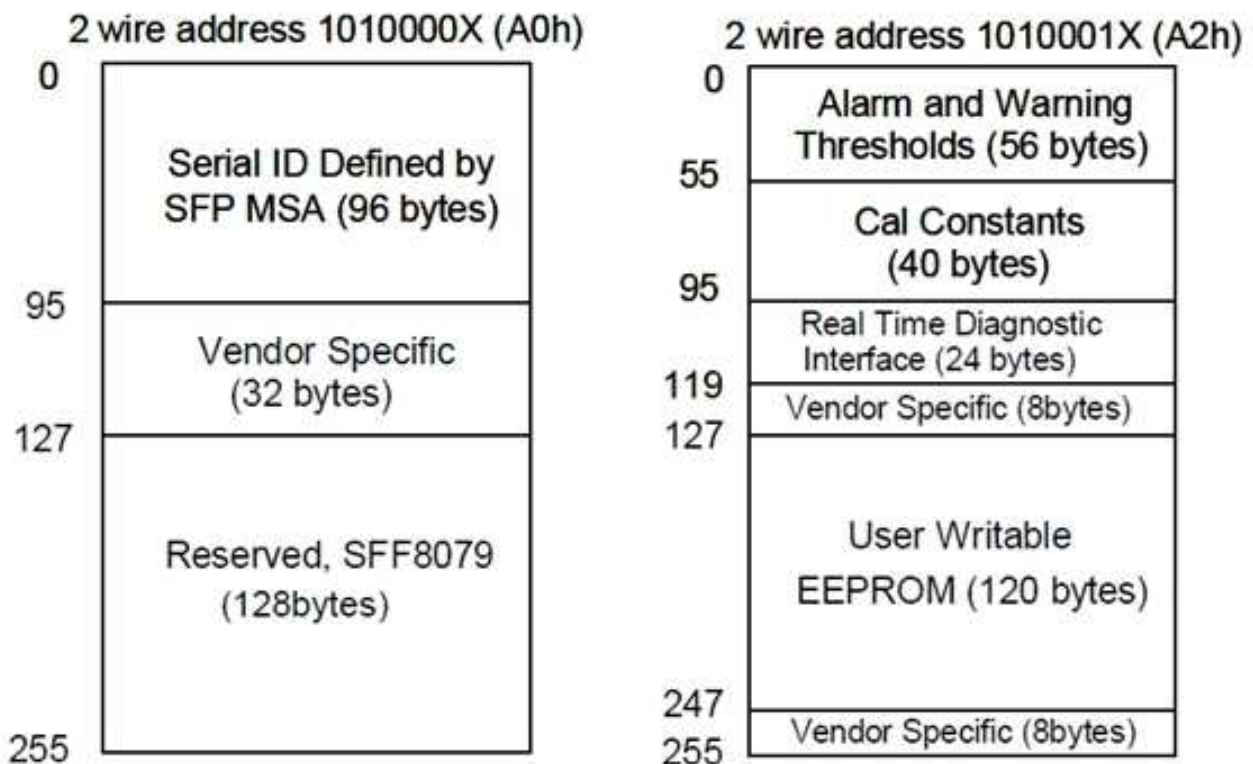 2 wire address 1010000X (A0h)
0
Serial ID Defined by
SFP MSA (96 bytes)
95
Vendor Specific
(32 bytes)
127
Reserved, SFF8079
(128bytes)
255
2 wire address 1010001X (A2h)
0
Alarm and Warning
Thresholds (56 bytes)
55
Cal Constants
(40 bytes)
95
Real Time Diagnostic
Interface (24 bytes)
119
Vendor Specific (8bytes)
127
User Writable
EEPROM (120 bytes)
247
Vendor Specific (8bytes)
255